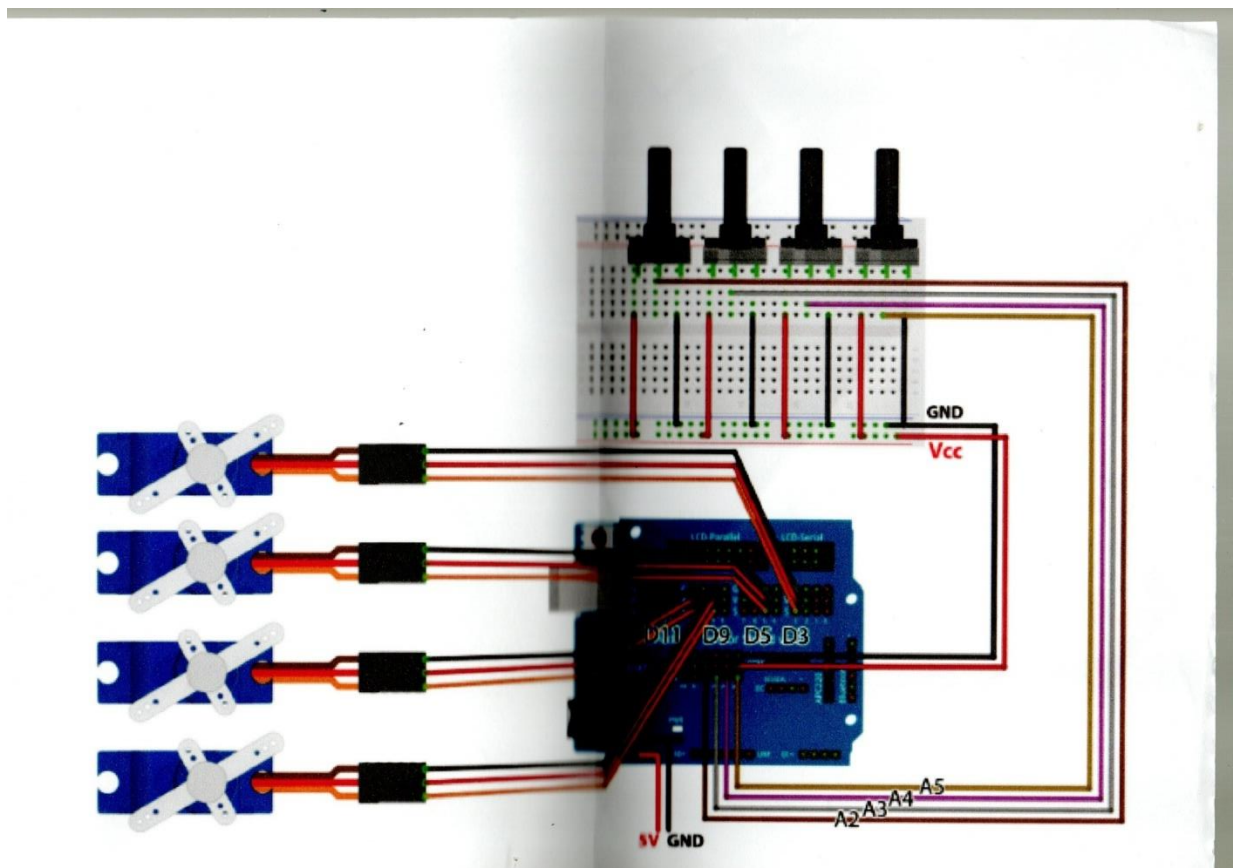 GND
Vcc
LCD-Parallel LCD-Serial
D11 D9 D5 D3
APC220
A5
A4
A3
A2
5V GND